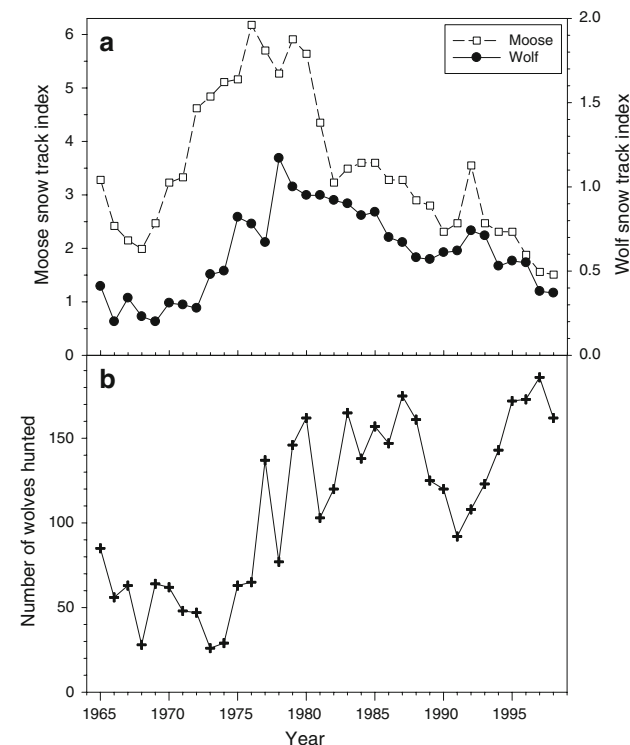 a
Moose
Wolf
6
5
4
3
2
1
0
Moose snow track index
2.0
1.5
1.0
0.5
0.0
Wolf snow track index
b
150
100
50
0
Number of wolves hunted
1965 1970 1975 1980 1985 1990 1995
Year